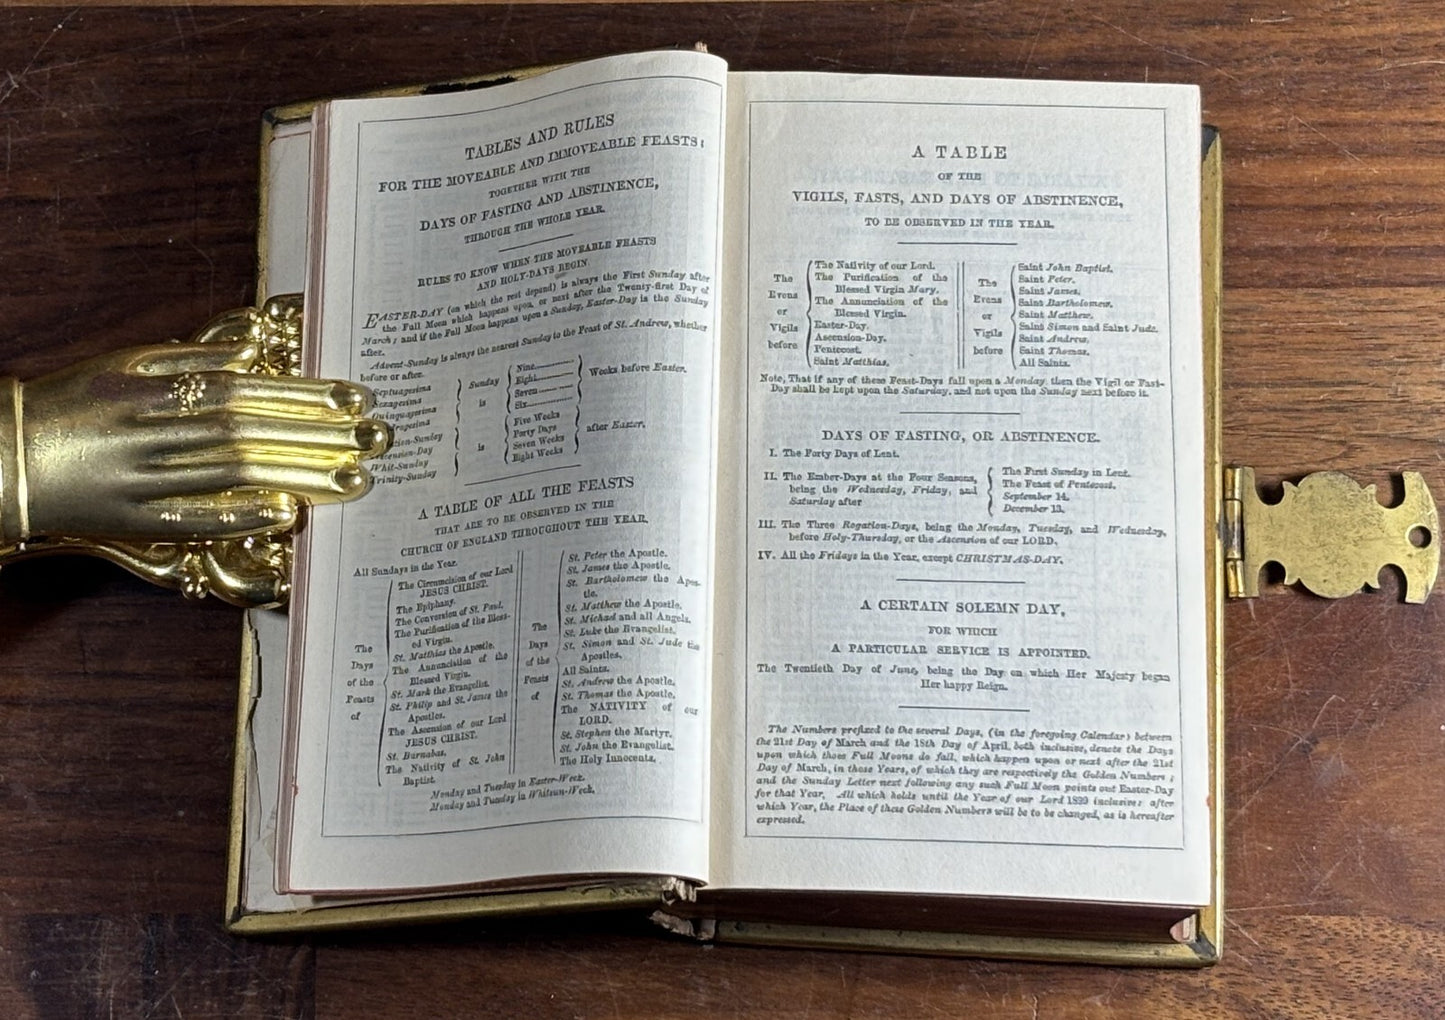 TABLES AND RULES
FOR THE MOVEABLE AND IMMOVEABLE FEASTS;
TOGETHER WITH THE
DAYS OF FASTING AND ABSTINENCE,
THROUGH THE WHOLE YEAR.
RULES TO KNOW WHEN THE MOVEABLE FEASTS
AND HOLY-DAYS BEGIN.
EASTER-DAY (on which the rest depend) is always the First Sunday after
the Full Moon which happens upon, or next after the Twenty-first Day of
March; and if the Full Moon happens upon a Sunday, Easter-Day is the Sunday
after.
Advent-Sunday is always the nearest Sunday to the Feast of St. Andrew, whether
before or after.
Septuagesima
Sexagesima
Quinquagesima
Sunday
is
Nine
Eight
Seven
Six
Weeks before Easter.
tion-Sunday
scension-Day
Whit-Sunday
Trinity-Sunday
is
Five Weeks
Forty Days
Seven Weeks
Eight Weeks
after Easter.
A TABLE OF ALL THE FEASTS
THAT ARE TO BE OBSERVED IN THE
CHURCH OF ENGLAND THROUGHOUT THE YEAR.
All Sundays in the Year.
The
Days
of the
Feasts
of
The Circumcision of our Lord
JESUS CHRIST.
The Epiphany.
The Conversion of St. Paul.
The Purification of the Bless-
ed Virgin.
St. Matthias the Apostle.
The Annunciation of the
Blessed Virgin.
St. Mark the Evangelist.
St. Philip and St. James the
Apostles.
The Ascension of our Lord
JESUS CHRIST.
St. Barnabas.
The Nativity of St. John
Baptist.
The
Days
of the
Feasts
of
St. Peter the Apostle.
St. James the Apostle.
St. Bartholomew the Apos-
tle.
St. Matthew the Apostle.
St. Michael and all Angels.
St. Luke the Evangelist.
St. Simon and St. Jude the
Apostles.
All Saints.
St. Andrew the Apostle.
St. Thomas the Apostle.
The NATIVITY of our
LORD.
St. Stephen the Martyr.
St. John the Evangelist.
The Holy Innocents.
Monday and Tuesday in Easter-Week.
Monday and Tuesday in Whitsun-Week.
A TABLE
OF THE
VIGILS, FASTS, AND DAYS OF ABSTINENCE,
TO BE OBSERVED IN THE YEAR.
The
Evens
or
Vigils
before
The Nativity of our Lord.
The Purification of the
Blessed Virgin Mary.
The Annunciation of the
Blessed Virgin.
Easter-Day.
Ascension-Day.
Pentecost.
Saint Matthias.
The
Evens
or
Vigils
before
Saint John Baptist.
Saint Peter.
Saint James.
Saint Bartholomew.
Saint Matthew.
Saint Simon and Saint Jude.
Saint Andrew.
Saint Thomas.
All Saints.
Note, That if any of these Feast-Days fall upon a Monday, then the Vigil or Fast-
Day shall be kept upon the Saturday, and not upon the Sunday next before it.
DAYS OF FASTING, OR ABSTINENCE.
I. The Forty Days of Lent.
II. The Ember-Days at the Four Seasons,
being the Wednesday, Friday, and
Saturday after
The First Sunday in Lent.
The Feast of Pentecost.
September 14.
December 13.
III. The Three Rogation-Days, being the Monday, Tuesday, and Wednesday,
before Holy-Thursday, or the Ascension of our LORD.
IV. All the Fridays in the Year, except CHRISTMAS-DAY.
A CERTAIN SOLEMN DAY,
FOR WHICH
A PARTICULAR SERVICE IS APPOINTED.
The Twentieth Day of June, being the Day on which Her Majesty began
Her happy Reign.
The Numbers prefixed to the several Days, (in the foregoing Calendar) between
the 21st Day of March and the 18th Day of April, both inclusive, denote the Days
upon which those Full Moons do fall, which happen upon or next after the 21st
Day of March, in those Years, of which they are respectively the Golden Numbers;
and the Sunday Letter next following any such Full Moon points out Easter-Day
for that Year. All which holds until the Year of our Lord 1899 inclusive: after
which Year, the Place of these Golden Numbers will be to be changed, as is hereafter
expressed.